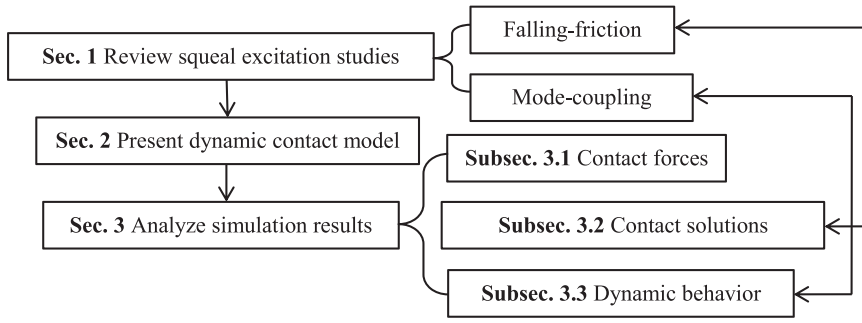 Sec. 1 Review squeal excitation studies
Falling-friction
Mode-coupling
Sec. 2 Present dynamic contact model
Sec. 3 Analyze simulation results
Subsec. 3.1 Contact forces
Subsec. 3.2 Contact solutions
Subsec. 3.3 Dynamic behavior